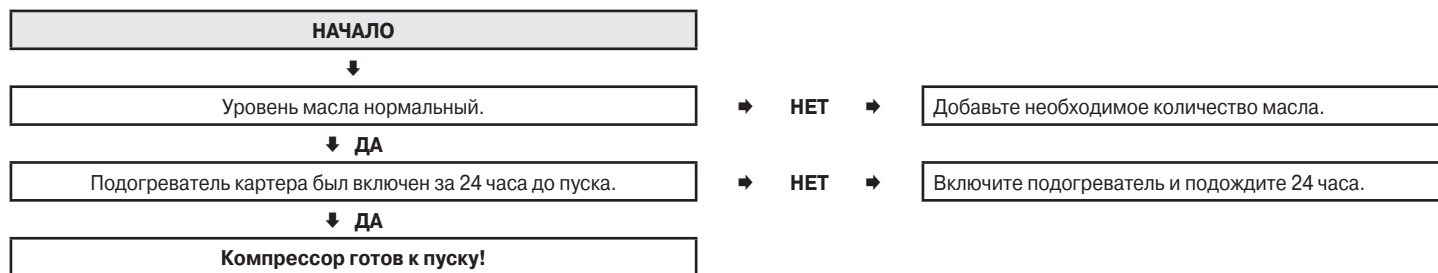 НАЧАЛО
Уровень масла нормальный. НЕТ Добавьте необходимое количество масла.
ДА
Подогреватель картера был включен за 24 часа до пуска. НЕТ Включите подогреватель и подождите 24 часа.
ДА
Компрессор готов к пуску!